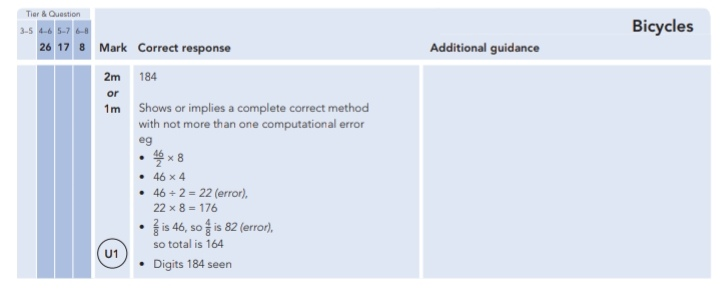 Tier & Question
3–5 4–6 5–7 6–8
26 17 8
Bicycles
Mark Correct response Additional guidance
2m 184
or
1m Shows or implies a complete correct method
with not more than one computational error
eg
• 46/2 × 8
• 46 × 4
• 46 ÷ 2 = 22 (error),
22 × 8 = 176
• 2/8 is 46, so 4/8 is 82 (error),
so total is 164
U1
• Digits 184 seen